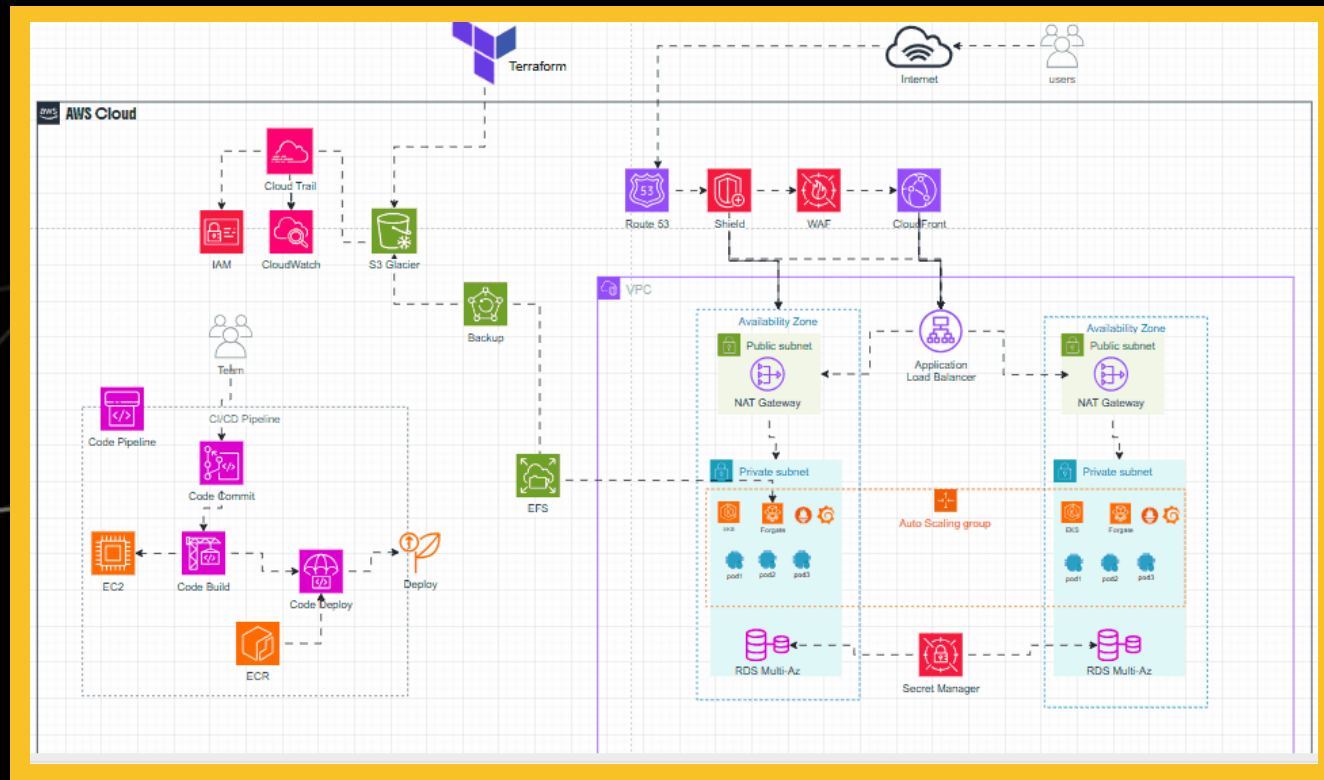 Terraform
Internet
users
aws
AWS Cloud
Cloud Trail
IAM
CloudWatch
S3 Glacier
53
Route 53
Shield
WAF
CloudFront
Backup
VPC
Team
CI/CD Pipeline
Code Pipeline
Code Commit
EC2
Code Build
Code Deploy
Deploy
ECR
EFS
Availability Zone
Public subnet
NAT Gateway
Application
Load Balancer
Availability Zone
Public subnet
NAT Gateway
Private subnet
EKS
Forgate
pod1
pod2
pod3
RDS Multi-Az
Auto Scaling group
Secret Manager
Private subnet
EKS
Forgate
pod1
pod2
pod3
RDS Multi-Az